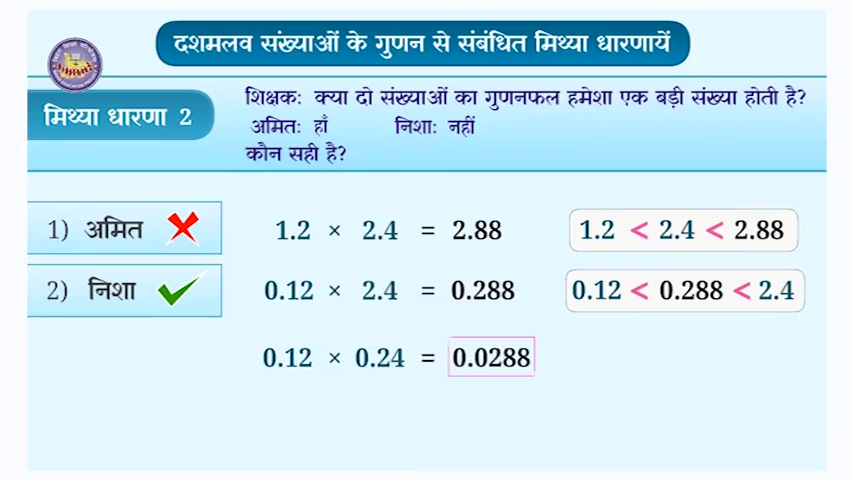 दशमलव संख्याओं के गुणन से संबंधित मिथ्या धारणायें
मिथ्या धारणा 2
शिक्षक: क्या दो संख्याओं का गुणनफल हमेशा एक बड़ी संख्या होती है?
अमित: हाँ निशा: नहीं
कौन सही है?
1) अमित 1.2 × 2.4 = 2.88 1.2 < 2.4 < 2.88
2) निशा 0.12 × 2.4 = 0.288 0.12 < 0.288 < 2.4
0.12 × 0.24 = 0.0288